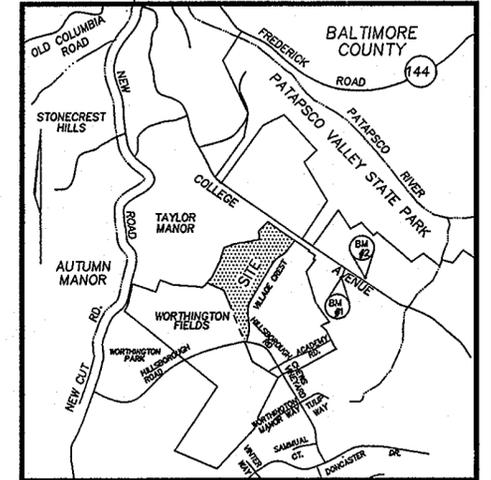 OLD COLUMBIA
ROAD
NEW
FREDERICK
BALTIMORE
COUNTY
ROAD
144
STONECREST
HILLS
PATAPSCO VALLEY STATE PARK
PATAPSCO
RIVER
COLLEGE
ROAD
TAYLOR
MANOR
BM
#2
AVENUE
SITE
VILLAGE CREST
BM
#1
AUTUMN
MANOR
WORTHINGTON
FIELDS
NEW CUT RD.
WORTHINGTON
PARK
HILLSBOROUGH
ROAD
HILLSBOROUGH
RD
ACADEMY
RD.
CHEWS
VINEYARD
WORTHINGTON
MANOR WAY
TULIP
WAY
WINTER
WAY
SAMMUAL
CT.
DONCASTER DR.